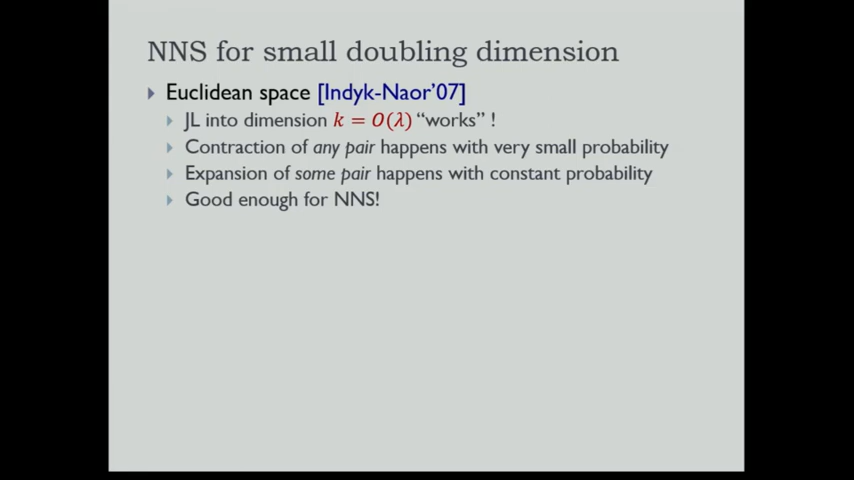 NNS for small doubling dimension
Euclidean space [Indyk-Naor'07]
JL into dimension k = O(λ) “works” !
Contraction of any pair happens with very small probability
Expansion of some pair happens with constant probability
Good enough for NNS!